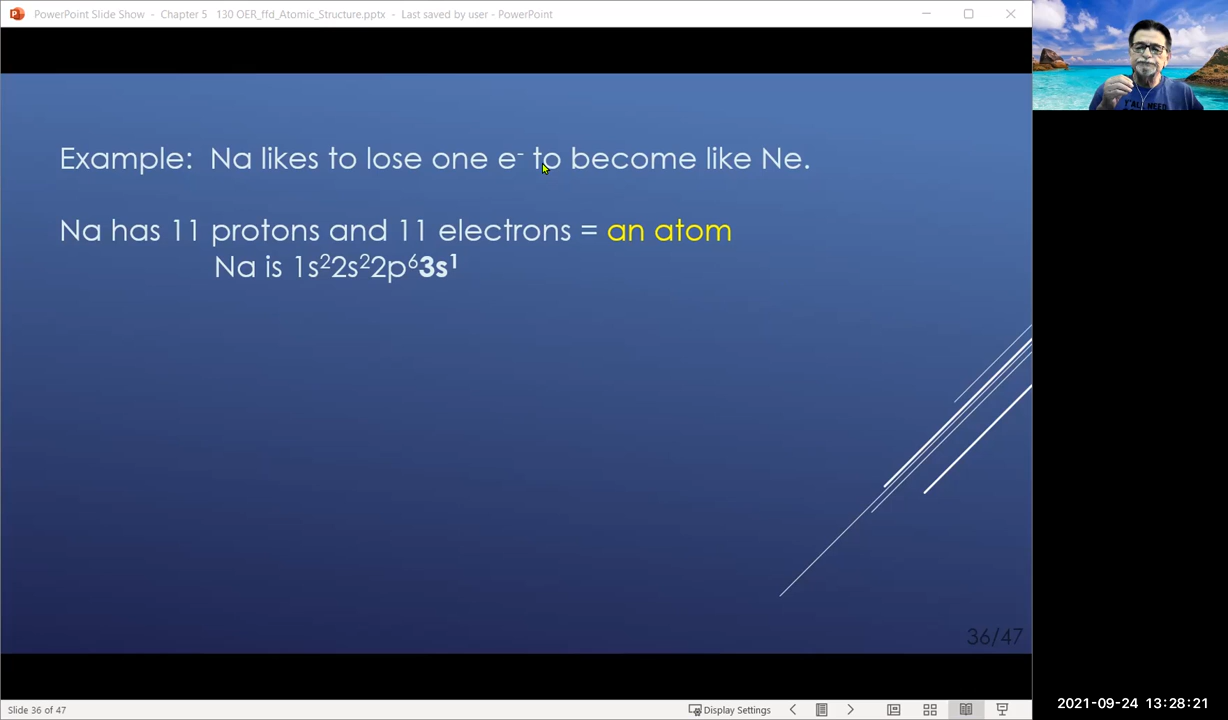 PowerPoint Slide Show - Chapter 5 130 OER_ffd_Atomic_Structure.pptx - Last saved by user - PowerPoint
Example: Na likes to lose one e⁻ to become like Ne.
Na has 11 protons and 11 electrons = an atom
Na is 1s²2s²2p⁶3s¹
36/47
Slide 36 of 47
Display Settings
Y'ALL NEED
2021-09-24 13:28:21